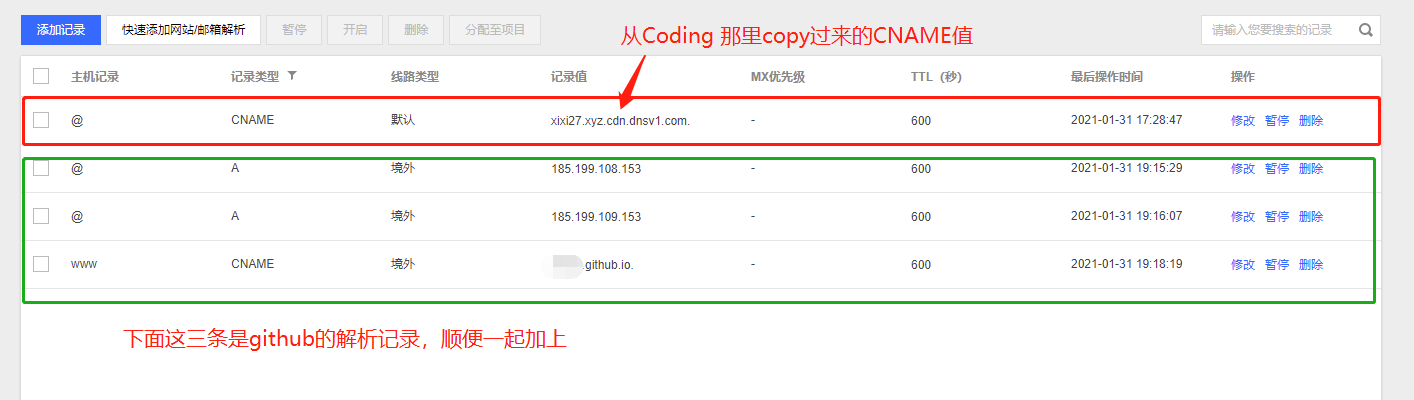 添加记录 快速添加网站/邮箱解析 暂停 开启 删除 分配至项目 请输入您要搜索的记录
从Coding 那里copy过来的CNAME值
主机记录 记录类型 线路类型 记录值 MX优先级 TTL（秒） 最后操作时间 操作
@ CNAME 默认 xixi27.xyz.cdn.dnsv1.com. - 600 2021-01-31 17:28:47 修改 暂停 删除
@ A 境外 185.199.108.153 - 600 2021-01-31 19:15:29 修改 暂停 删除
@ A 境外 185.199.109.153 - 600 2021-01-31 19:16:07 修改 暂停 删除
www CNAME 境外 .github.io. - 600 2021-01-31 19:18:19 修改 暂停 删除
下面这三条是github的解析记录，顺便一起加上